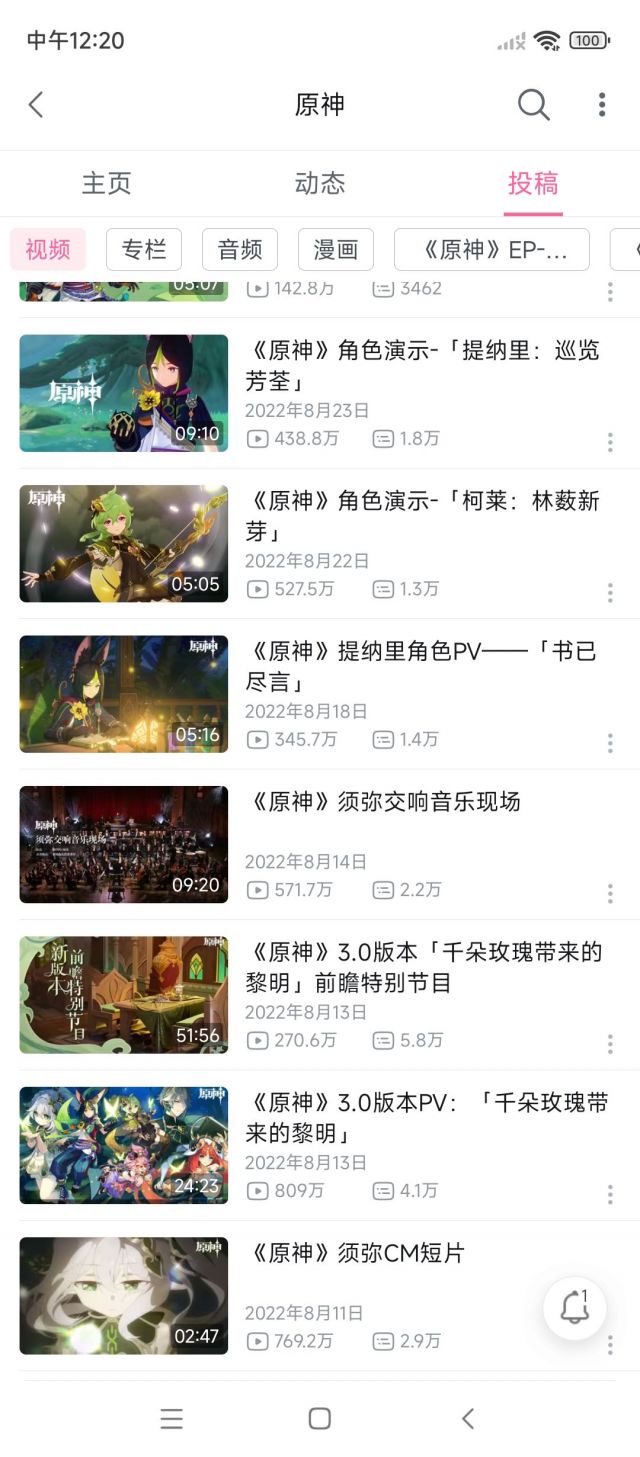 中午12:20
100
原神
主页
动态
投稿
视频
专栏
音频
漫画
《原神》EP-...
05:07
142.8万
3462
原神
09:10
《原神》角色演示-「提纳里：巡览
芳荃」
2022年8月23日
438.8万
1.8万
原神
05:05
《原神》角色演示-「柯莱：林薮新
芽」
2022年8月22日
527.5万
1.3万
原神
05:16
《原神》提纳里角色PV——「书已
尽言」
2022年8月18日
345.7万
1.4万
原神
须弥交响音乐现场
09:20
《原神》须弥交响音乐现场
2022年8月14日
571.7万
2.2万
原神
新版本
前瞻特别节目
51:56
《原神》3.0版本「千朵玫瑰带来的
黎明」前瞻特别节目
2022年8月13日
270.6万
5.8万
原神
24:23
《原神》3.0版本PV：「千朵玫瑰带
来的黎明」
2022年8月13日
809万
4.1万
原神
02:47
《原神》须弥CM短片
2022年8月11日
769.2万
2.9万
1